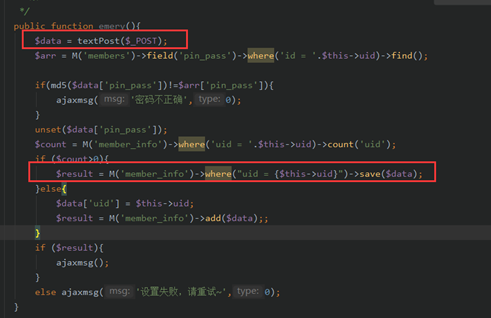 */
public function emery(){
$data = textPost($_POST);
$arr = M('members')->field('pin_pass')->where('id = '.$this->uid)->find();
if(md5($data['pin_pass'])!=$arr['pin_pass']){
ajaxmsg( msg: '密码不正确', type: 0);
}
unset($data['pin_pass']);
$count = M('member_info')->where('uid = '.$this->uid)->count('uid');
if ($count>0){
$result = M('member_info')->where("uid = {$this->uid}")->save($data);
}else{
$data['uid'] = $this->uid;
$result = M('member_info')->add($data);;
}
if ($result){
ajaxmsg();
}
else ajaxmsg( msg: '设置失败，请重试~', type: 0);
}